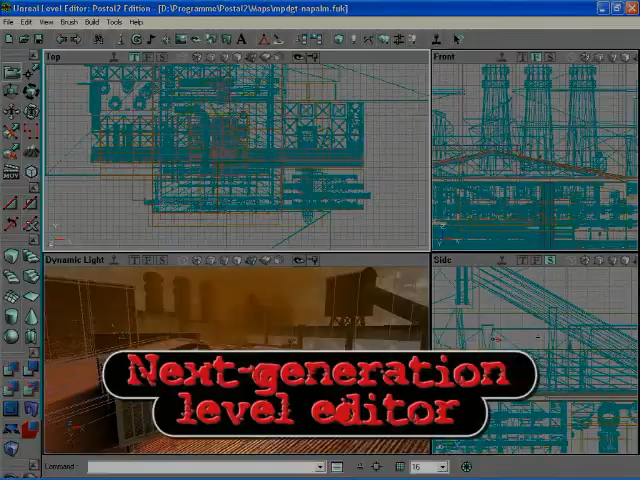 Unreal Level Editor: Postal2 Edition - [D:\Programme\Postal2\Maps\mpdgt-napalm.fuk]
File Edit View Brush Build Tools Help
Top
Front
Dynamic Light
Side
Next-generation
level editor
Command:
16